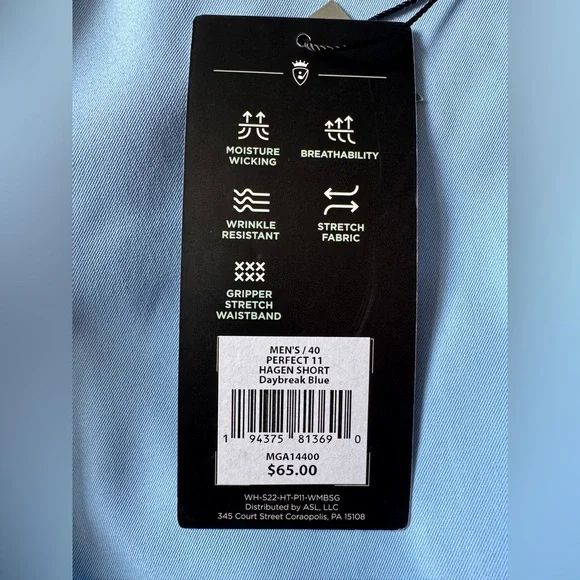 MOISTURE
WICKING
BREATHABILITY
WRINKLE
RESISTANT
STRETCH
FABRIC
GRIPPER
STRETCH
WAISTBAND
MEN'S / 40
PERFECT 11
HAGEN SHORT
Daybreak Blue
1 94375 81369 0
MGA14400
$65.00
WH-S22-HT-P11-WMBSG
Distributed by ASL, LLC
345 Court Street Coraopolis, PA 15108